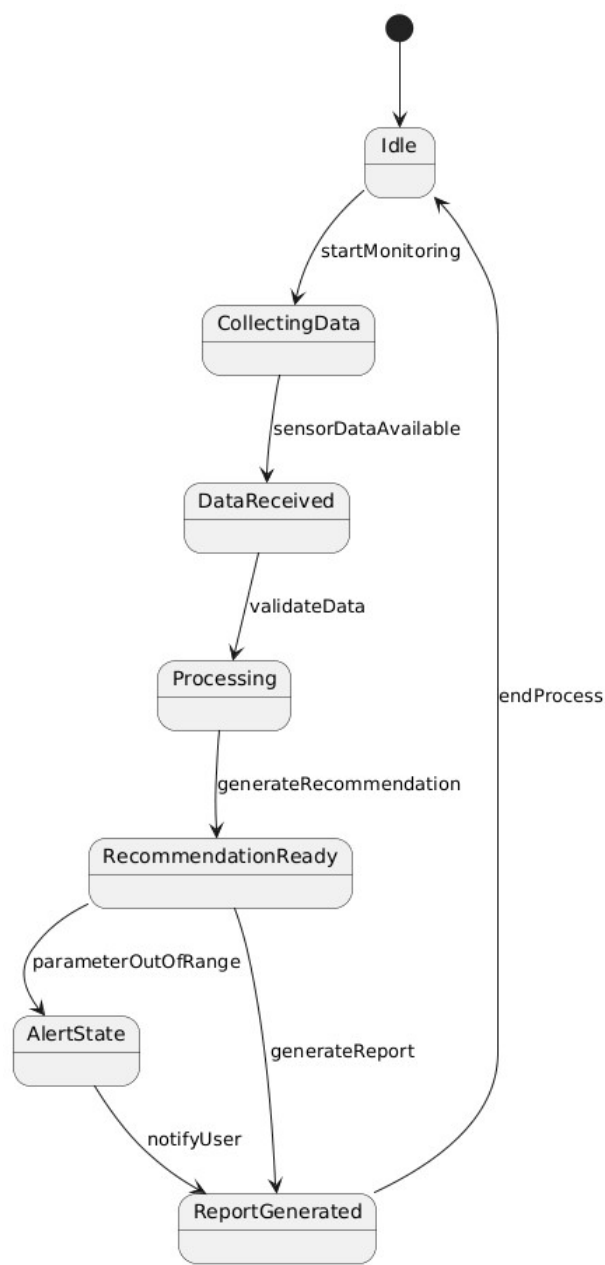 Idle
startMonitoring
CollectingData
sensorDataAvailable
DataReceived
validateData
Processing
endProcess
generateRecommendation
RecommendationReady
parameterOutOfRange
AlertState
generateReport
notifyUser
ReportGenerated